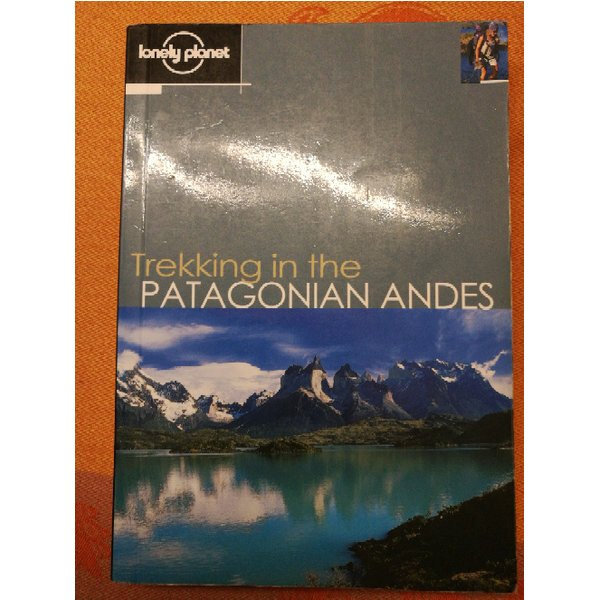 lonely planet
Trekking in the
PATAGONIAN ANDES